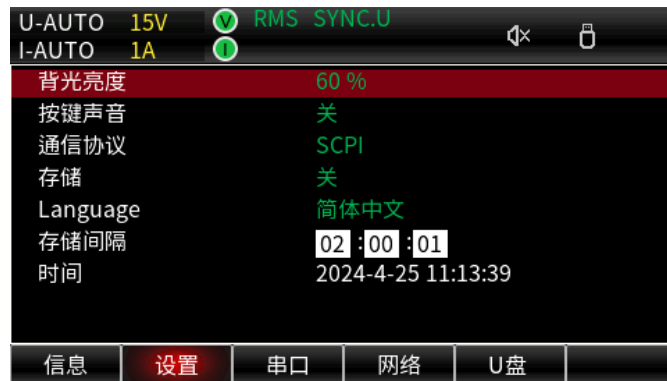 U-AUTO 15V V RMS SYNC.U
I-AUTO 1A I
背光亮度 60 %
按键声音 关
通信协议 SCPI
存储 关
Language 简体中文
存储间隔 02 :00 :01
时间 2024-4-25 11:13:39
信息 设置 串口 网络 U盘